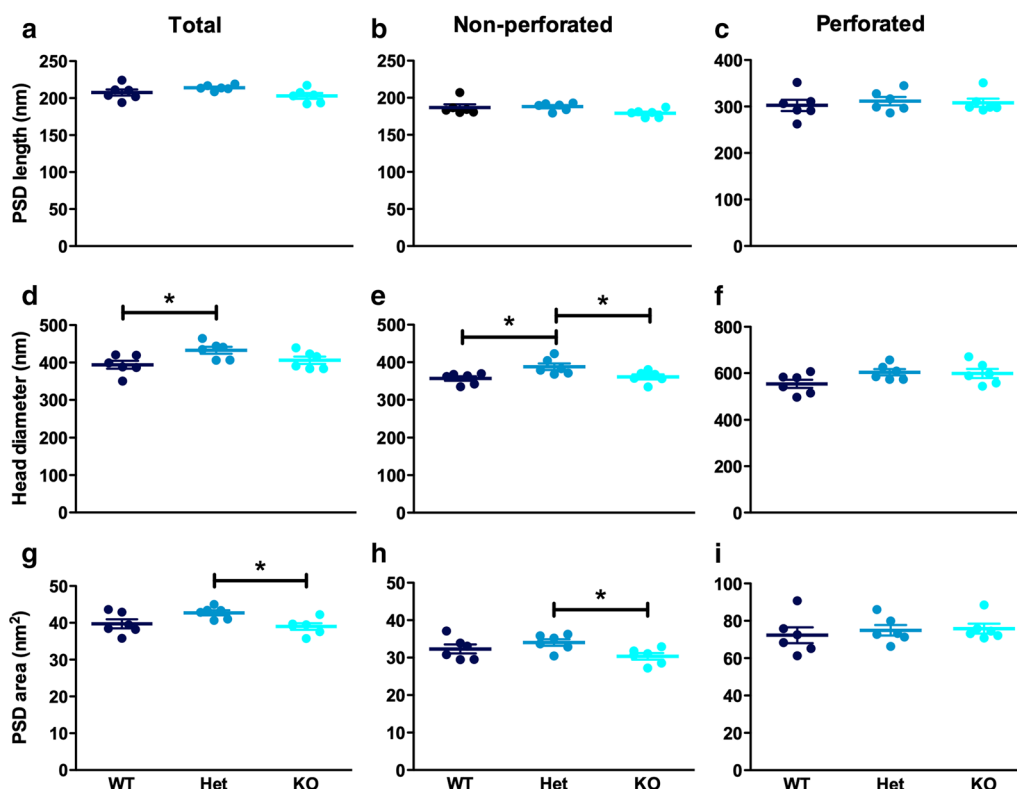 a Total b Non-perforated c Perforated
PSD length (nm)
250 200 150 100 50 0
250 200 150 100 50 0
400 300 200 100 0
d * e * * f
Head diameter (nm)
500 400 300 200 100 0
500 400 300 200 100 0
800 600 400 200 0
g * h * i
PSD area (nm²)
50 40 30 20 10 0
50 40 30 20 10 0
100 80 60 40 20 0
WT Het KO WT Het KO WT Het KO